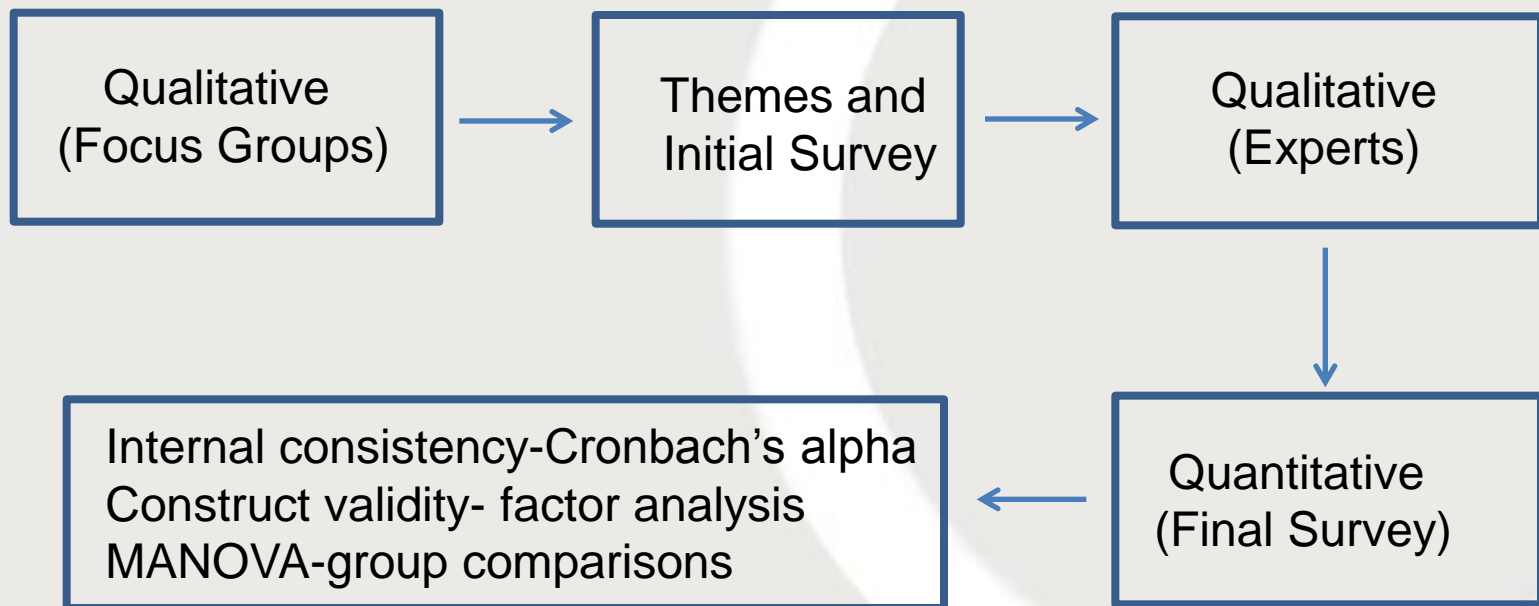 Qualitative
(Focus Groups)
Themes and
Initial Survey
Qualitative
(Experts)
Quantitative
(Final Survey)
Internal consistency-Cronbach’s alpha
Construct validity- factor analysis
MANOVA-group comparisons